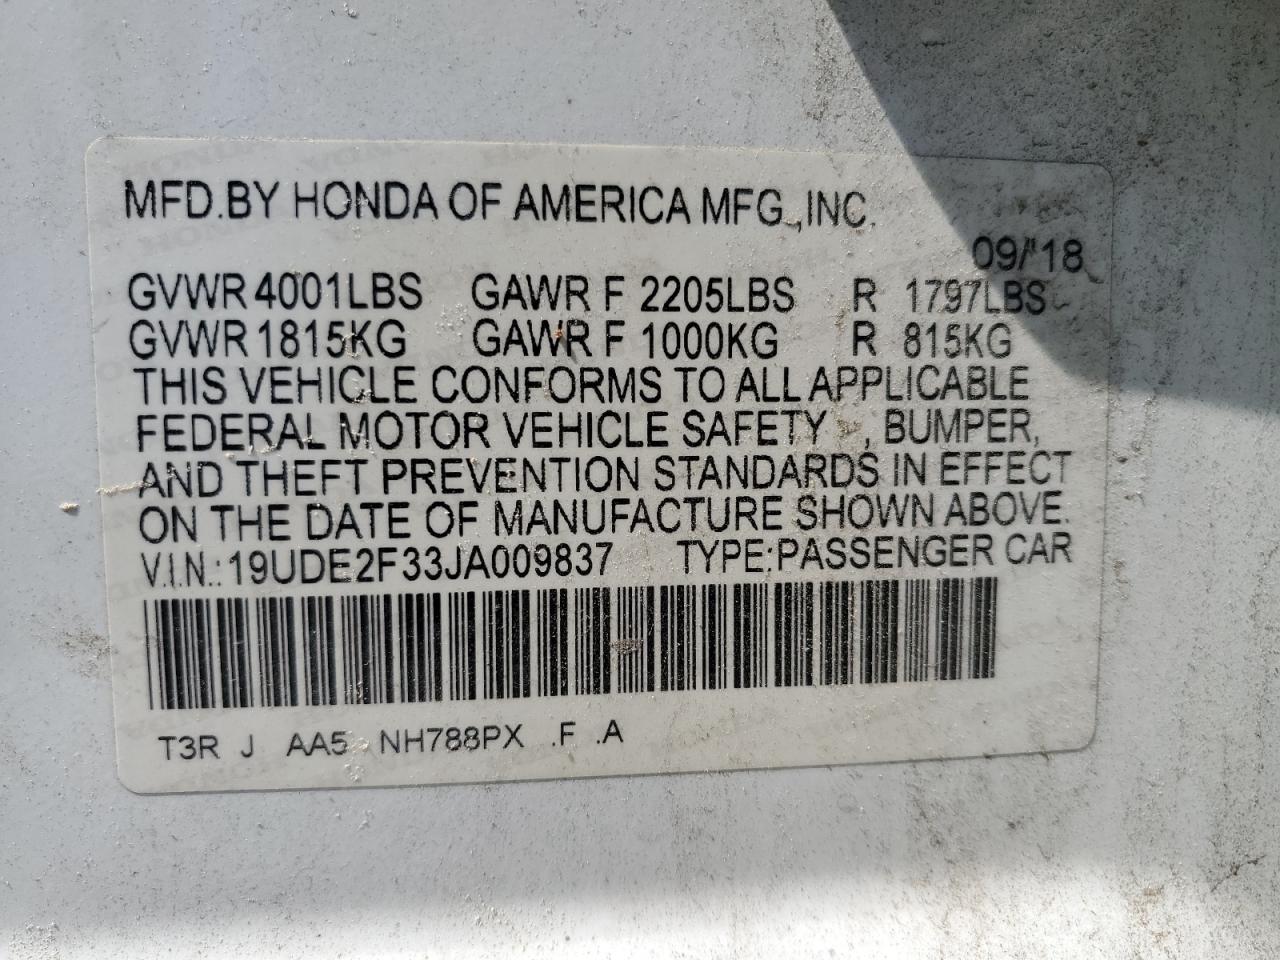 MFD.BY HONDA OF AMERICA MFG.,INC.
09/18
GVWR 4001LBS GAWR F 2205LBS R 1797LBS
GVWR 1815KG GAWR F 1000KG R 815KG
THIS VEHICLE CONFORMS TO ALL APPLICABLE
FEDERAL MOTOR VEHICLE SAFETY , BUMPER,
AND THEFT PREVENTION STANDARDS IN EFFECT
ON THE DATE OF MANUFACTURE SHOWN ABOVE.
V.I.N.: 19UDE2F33JA009837 TYPE:PASSENGER CAR
T3R J AA5 NH788PX .F .A